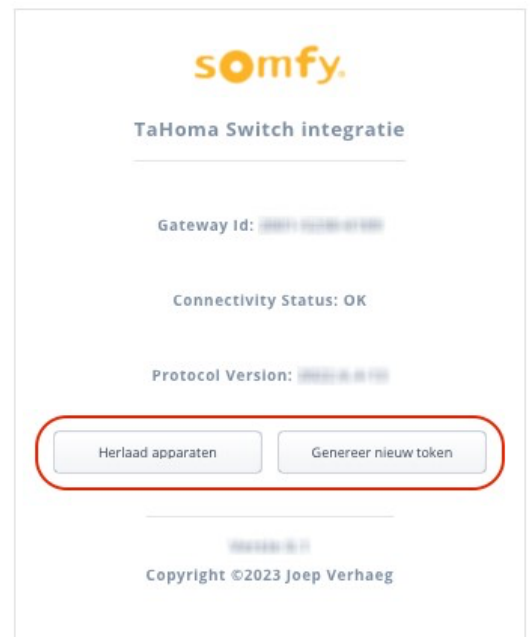 somfy.
TaHoma Switch integratie
Gateway Id:
Connectivity Status: OK
Protocol Version:
Herlaad apparaten
Genereer nieuw token
Copyright ©2023 Joep Verhaeg